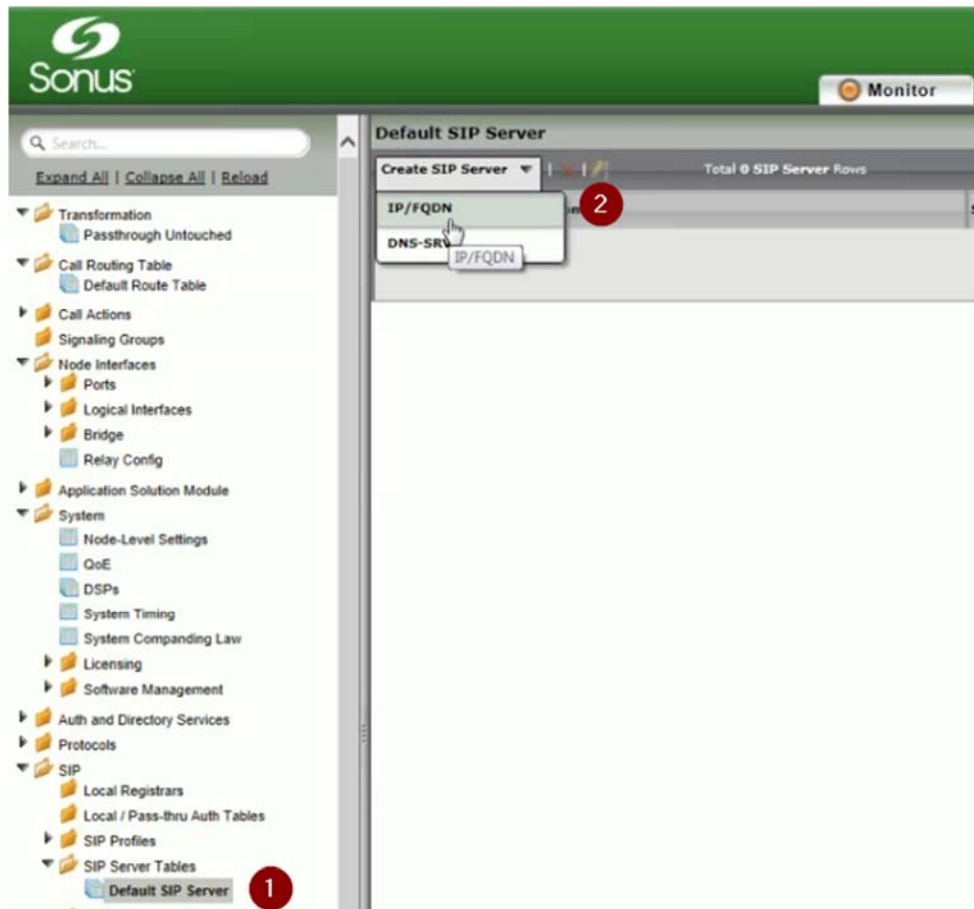 Sonus
Monitor
Search...
Expand All | Collapse All | Reload
Transformation
Passthrough Untouched
Call Routing Table
Default Route Table
Call Actions
Signaling Groups
Node Interfaces
Ports
Logical Interfaces
Bridge
Relay Config
Application Solution Module
System
Node-Level Settings
QoE
DSPs
System Timing
System Companding Law
Licensing
Software Management
Auth and Directory Services
Protocols
SIP
Local Registrars
Local / Pass-thru Auth Tables
SIP Profiles
SIP Server Tables
Default SIP Server
1
Default SIP Server
Create SIP Server
Total 0 SIP Server Rows
IP/FQDN
2
DNS-SRV
IP/FQDN